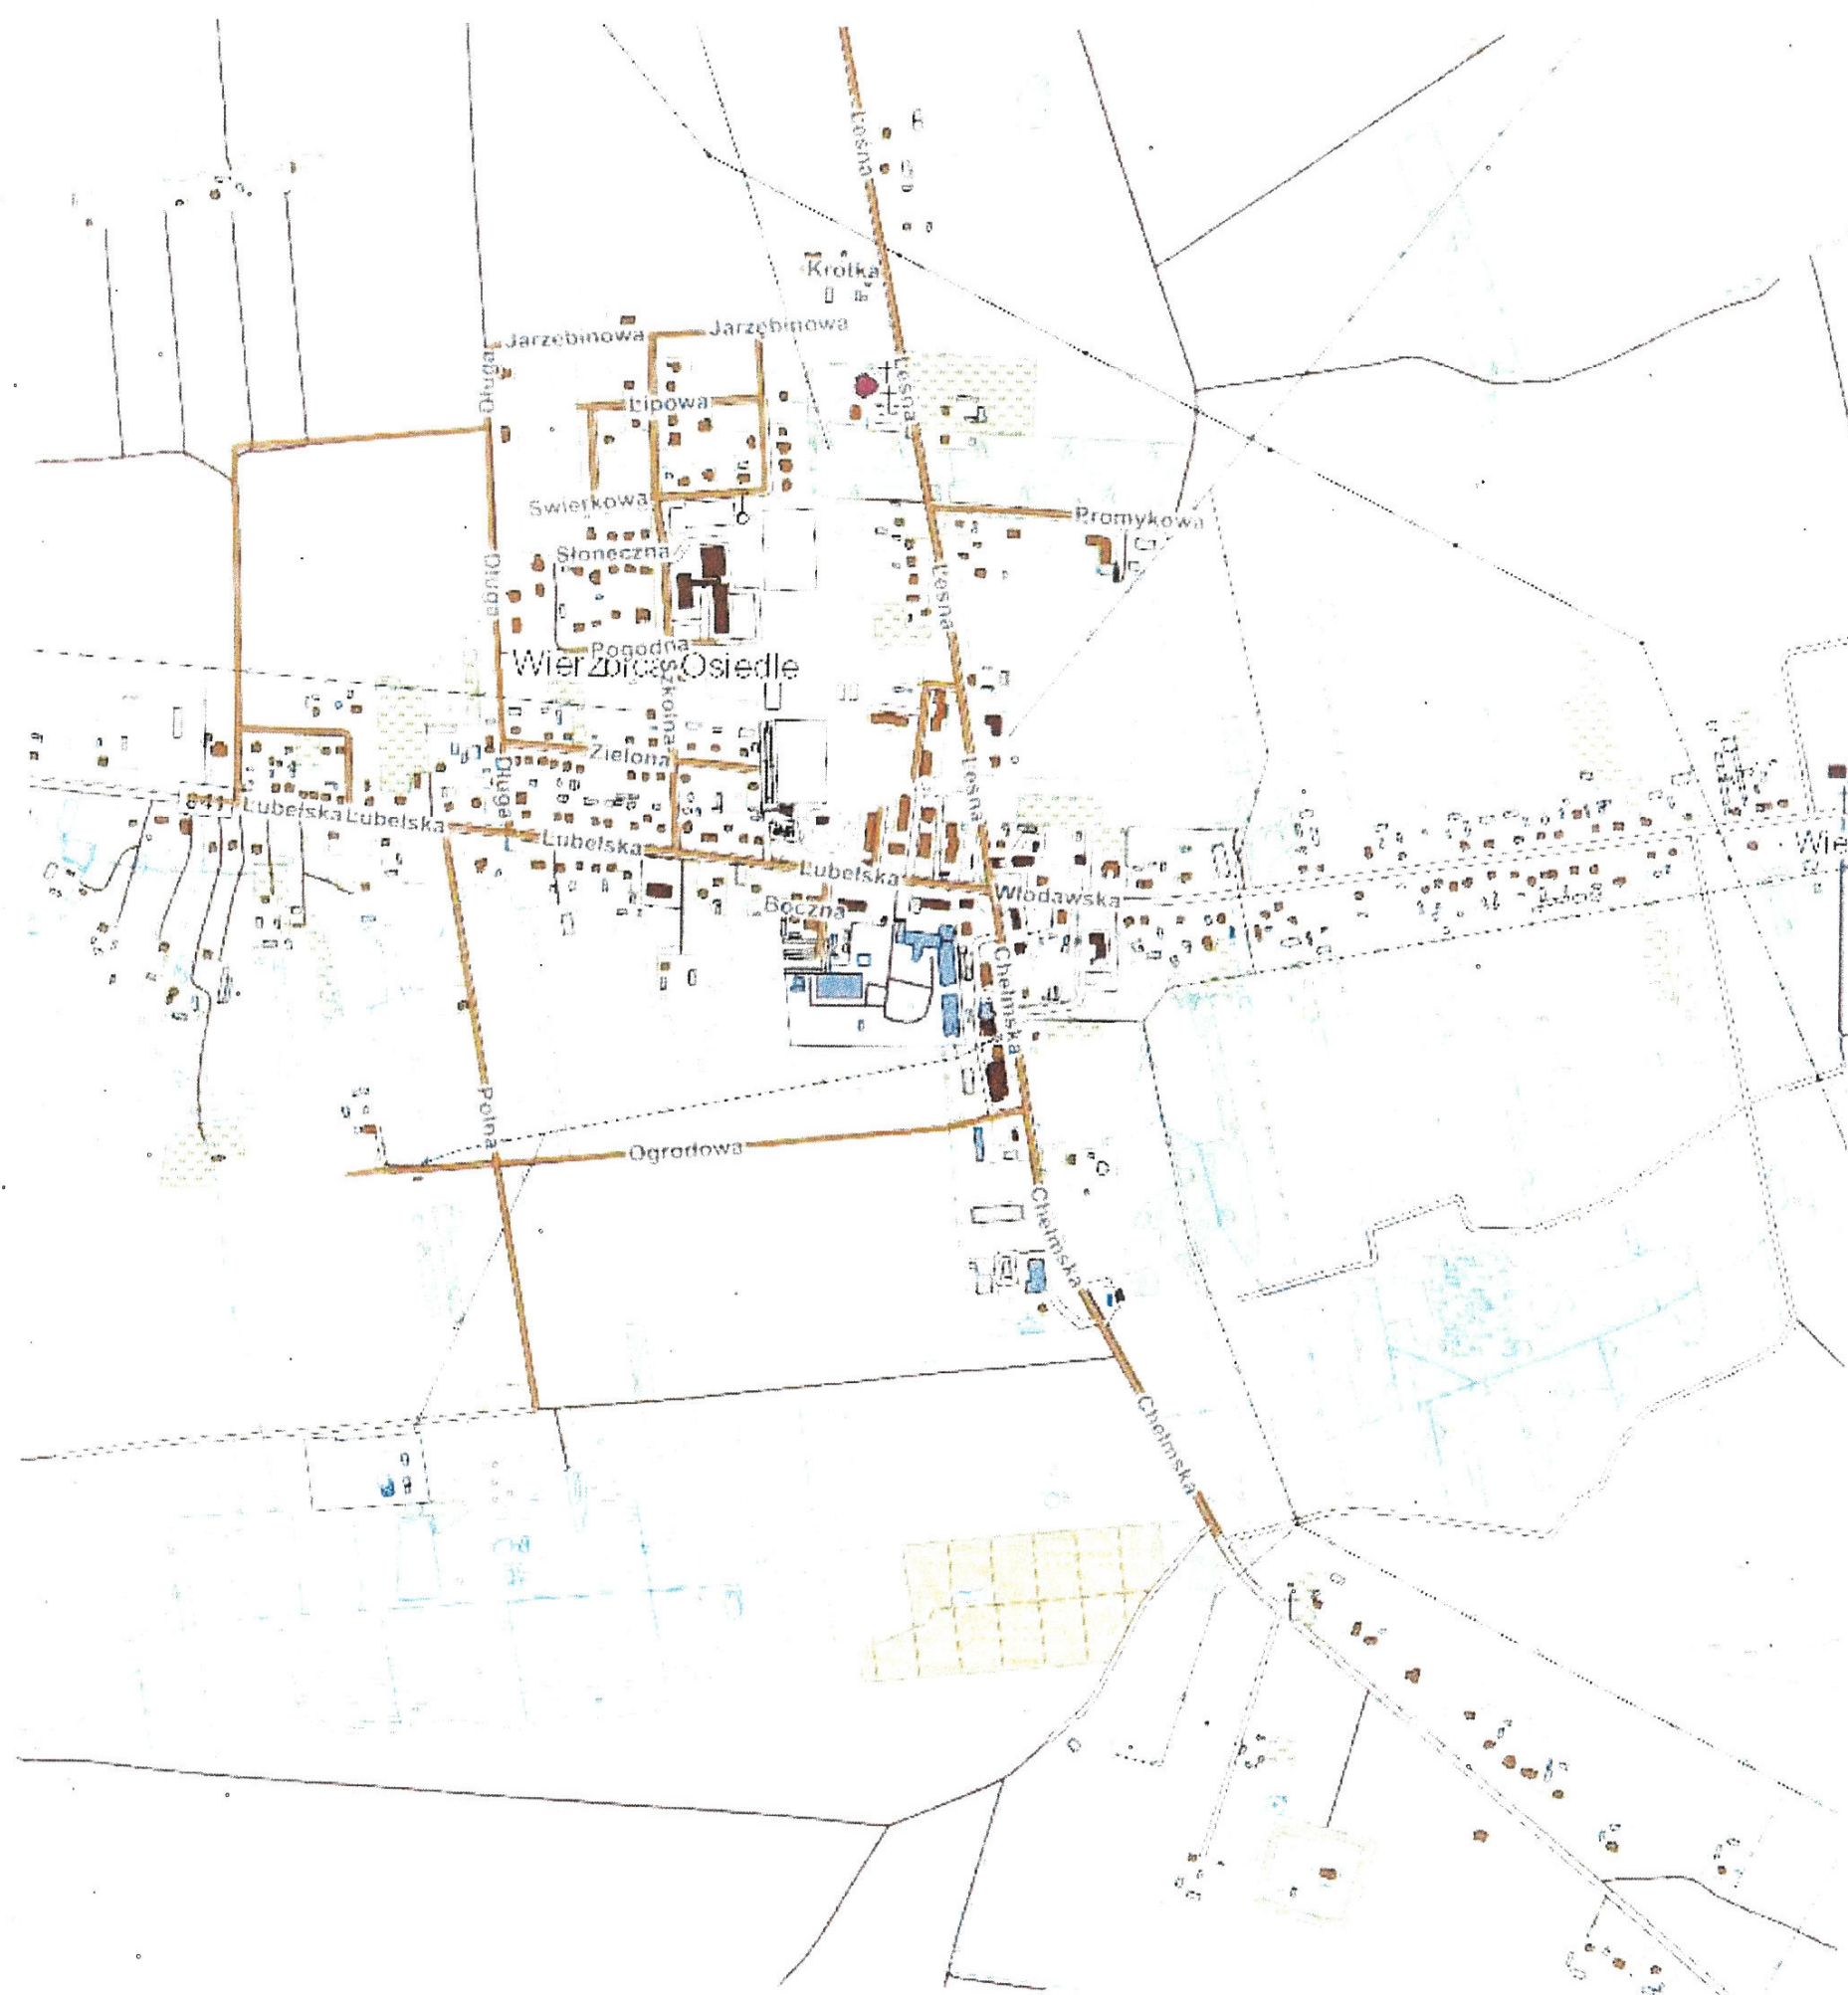 Leśna
Krótka
Jarzębinowa
Jarzębinowa
Długa
Leśna
Lipowa
Świerkowa
Promykowa
Słoneczna
Długa
Leśna
Pogodna
Wierzbica-Osiedle
Szkolna
Zielona
Długa
Leśna
841
Lubelska
Lubelska
Lubelska
Lubelska
Włodawska
Wie
Boczna
Chełmska
Polna
Ogrodowa
Chełmska
Chełmska